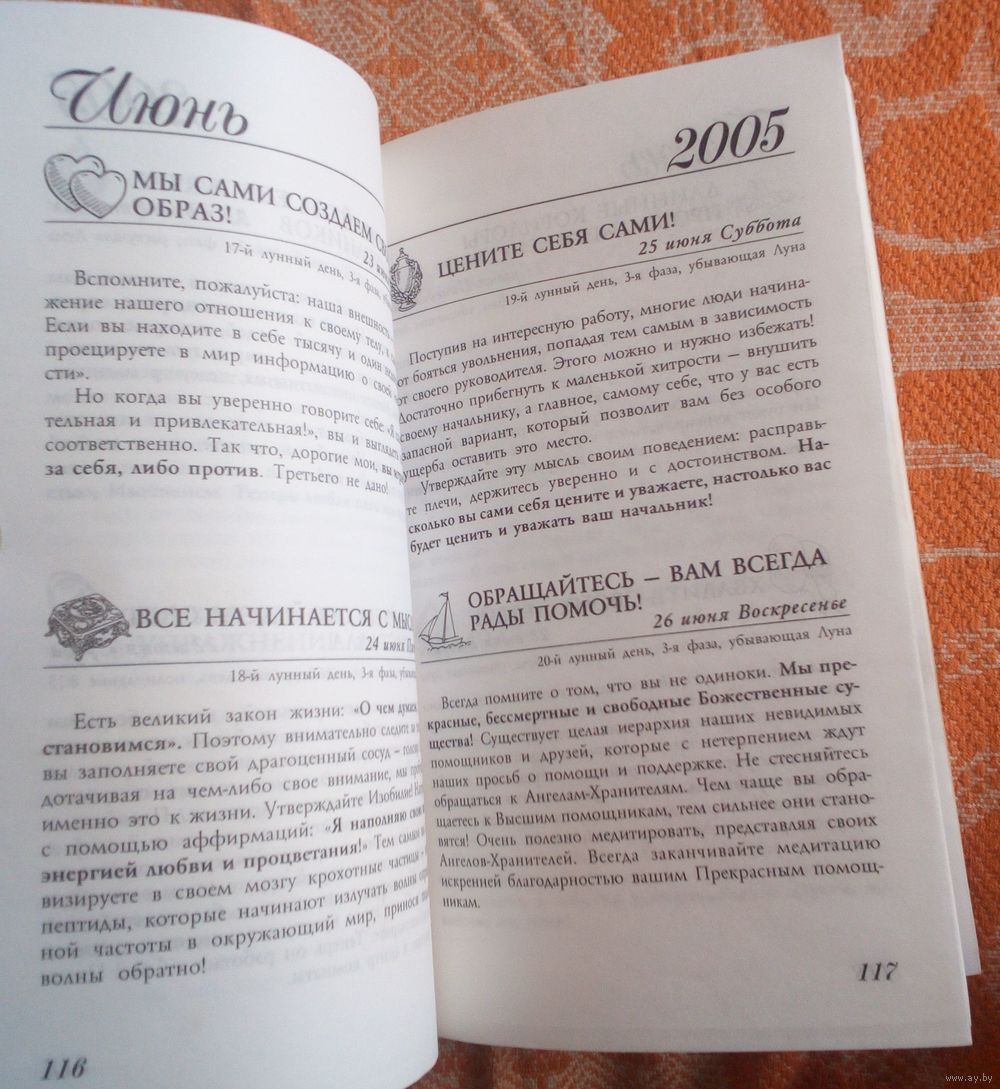 Июнь
МЫ САМИ СОЗДАЕМ
ОБРАЗ!
23
17-й лунный день, 3-я фаза,
Вспомните, пожалуйста: наша внешность
жение нашего отношения к своему телу,
Если вы находите в себе тысячу и один
проецируете в мир информацию о своей
сти».
Но когда вы уверенно говорите себе: «Я
тельная и привлекательная!», вы и
соответственно. Так что, дорогие мои, вы
за себя, либо против. Третьего не дано!
ВСЕ НАЧИНАЕТСЯ С
24 июня
18-й лунный день, 3-я фаза,
Есть великий закон жизни: «О чем думаем,
становимся». Поэтому внимательно следите
вы заполняете свой драгоценный сосуд –
дотачивая на чем-либо свое внимание, мы
именно это к жизни. Утверждайте Изобилие!
с помощью аффирмаций: «Я наполняю
энергией любви и процветания!» Тем самым
визируете в своем мозгу крохотные частицы –
пептиды, которые начинают излучать волны
ной частоты в окружающий мир, принося
волны обратно!
116
2005
ЦЕНИТЕ СЕБЯ САМИ!
25 июня Суббота
19-й лунный день, 3-я фаза, убывающая Луна
Поступив на интересную работу, многие люди начина-
ют бояться увольнения, попадая тем самым в зависимость
от своего руководителя. Этого можно и нужно избежать!
Достаточно прибегнуть к маленькой хитрости – внушить
своему начальнику, а главное, самому себе, что у вас есть
запасной вариант, который позволит вам без особого
ущерба оставить это место.
Утверждайте эту мысль своим поведением: расправь-
те плечи, держитесь уверенно и с достоинством. На-
сколько вы сами себя цените и уважаете, настолько вас
будет ценить и уважать ваш начальник!
ОБРАЩАЙТЕСЬ – ВАМ ВСЕГДА
РАДЫ ПОМОЧЬ!
26 июня Воскресенье
20-й лунный день, 3-я фаза, убывающая Луна
Всегда помните о том, что вы не одиноки. Мы пре-
красные, бессмертные и свободные Божественные су-
щества! Существует целая иерархия наших невидимых
помощников и друзей, которые с нетерпением ждут
наших просьб о помощи и поддержке. Не стесняйтесь
обращаться к Ангелам-Хранителям. Чем чаще вы обра-
щаетесь к Высшим помощникам, тем сильнее они стано-
вятся! Очень полезно медитировать, представляя своих
Ангелов-Хранителей. Всегда заканчивайте медитацию
искренней благодарностью вашим Прекрасным помощ-
никам.
117
www.ay.by